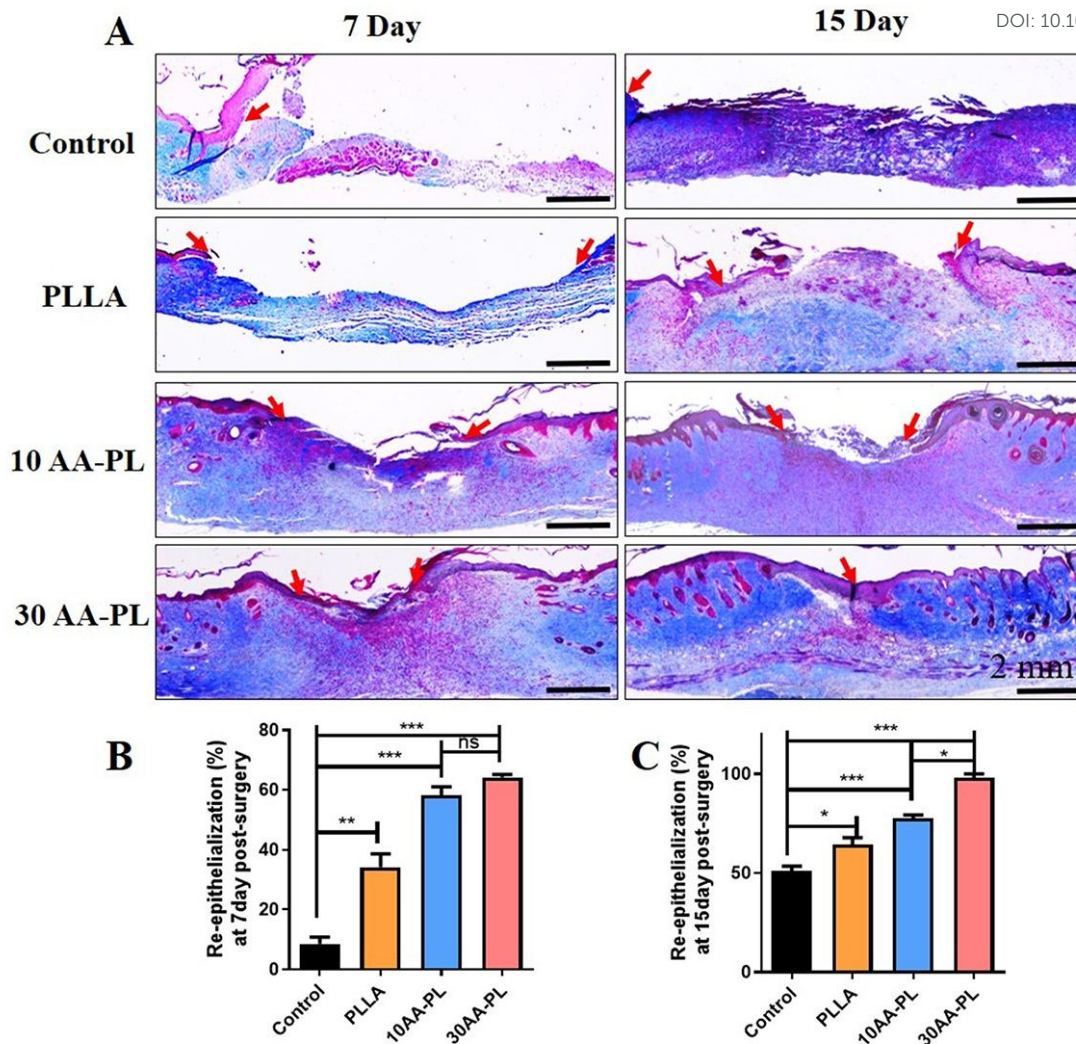 DOI: 10.10
A
7 Day
15 Day
Control
PLLA
10 AA-PL
30 AA-PL
2 mm
B
Re-epithelialization (%)
at 7day post-surgery
80
60
40
20
0
***
***
ns
**
Control
PLLA
10AA-PL
30AA-PL
C
Re-epithelialization (%)
at 15day post-surgery
100
50
0
***
***
*
*
Control
PLLA
10AA-PL
30AA-PL